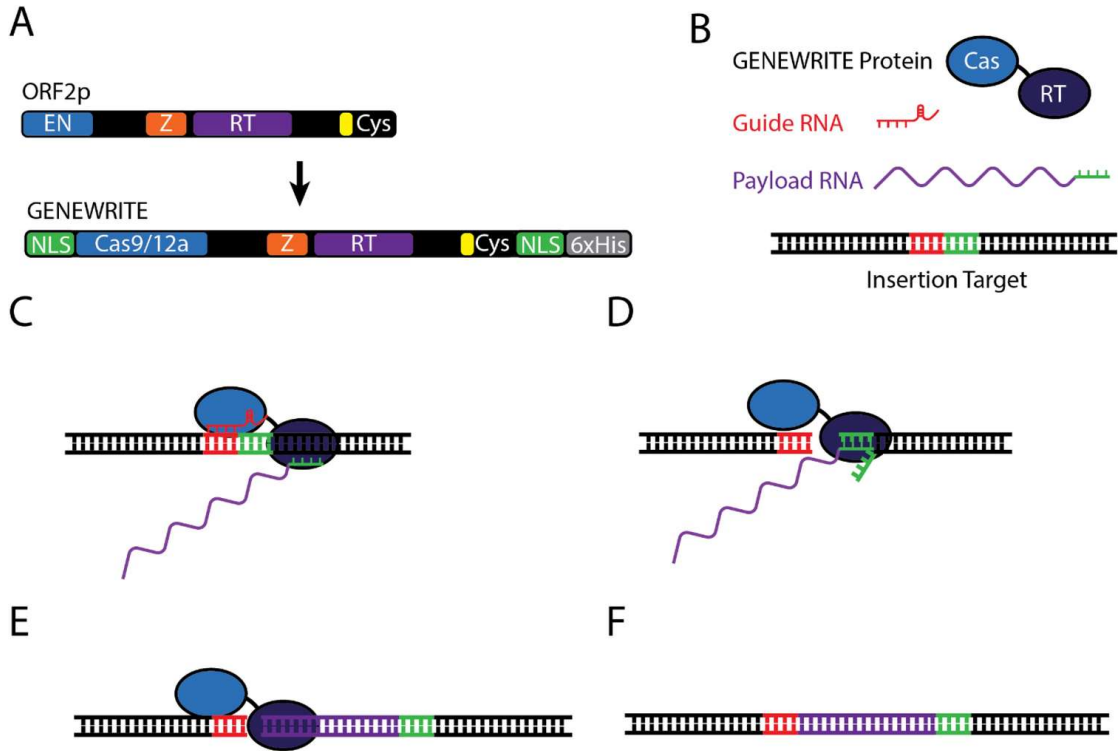 A
ORF2p
EN Z RT Cys
GENEWRITE
NLS Cas9/12a Z RT Cys NLS 6xHis
B
GENEWRITE Protein Cas RT
Guide RNA
Payload RNA
Insertion Target
C
D
E
F